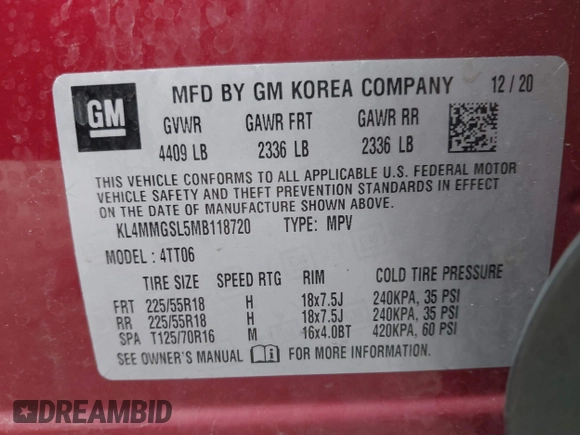 GM
MFD BY GM KOREA COMPANY 12/20
GVWR GAWR FRT GAWR RR
4409 LB 2336 LB 2336 LB
THIS VEHICLE CONFORMS TO ALL APPLICABLE U.S. FEDERAL MOTOR
VEHICLE SAFETY AND THEFT PREVENTION STANDARDS IN EFFECT
ON THE DATE OF MANUFACTURE SHOWN ABOVE.
KL4MMGSL5MB118720 TYPE: MPV
MODEL: 4TT06
TIRE SIZE SPEED RTG RIM COLD TIRE PRESSURE
FRT 225/55R18 H 18x7.5J 240KPA, 35 PSI
RR 225/55R18 H 18x7.5J 240KPA, 35 PSI
SPA T125/70R16 M 16x4.0BT 420KPA, 60 PSI
SEE OWNER'S MANUAL FOR MORE INFORMATION.
DREAMBID